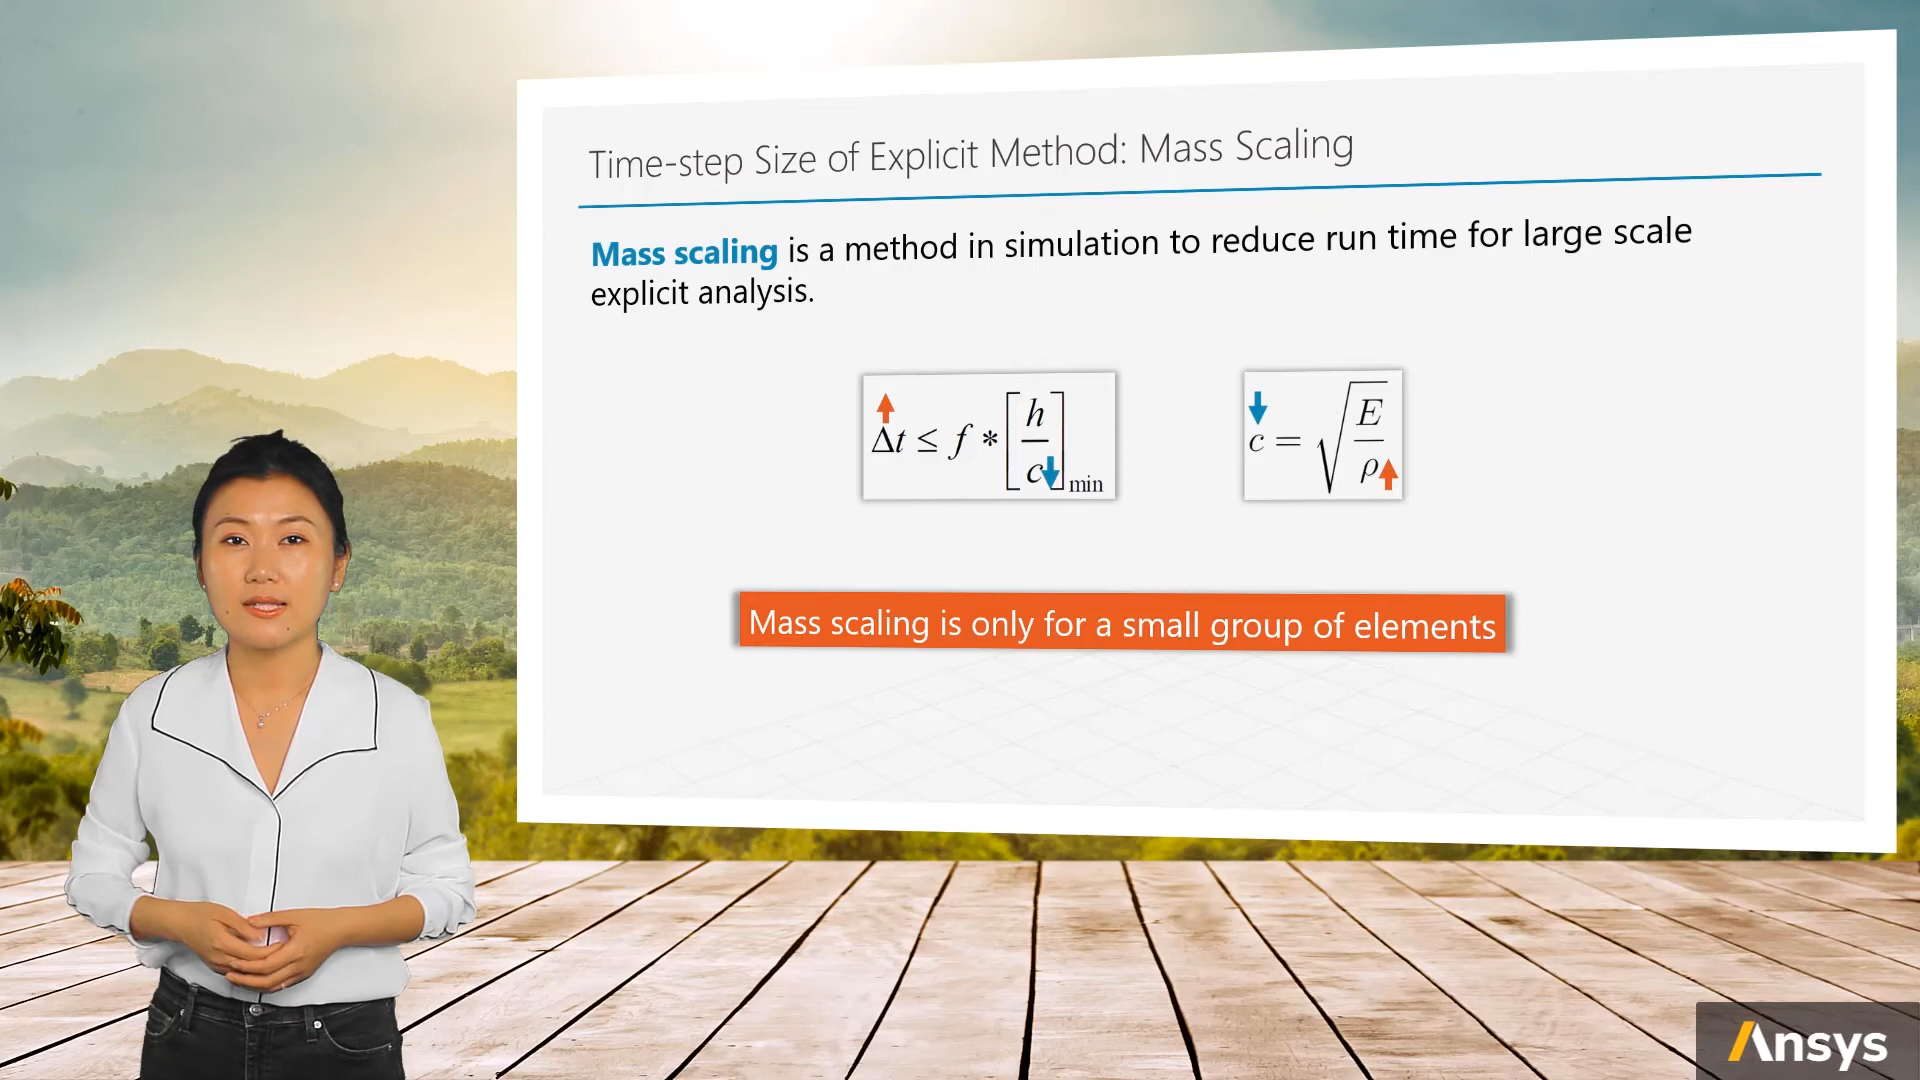 Time-step Size of Explicit Method: Mass Scaling
Mass scaling is a method in simulation to reduce run time for large scale
explicit analysis.
Δt ≤ f * [h/c]min
c = √(E/ρ)
Mass scaling is only for a small group of elements
Ansys